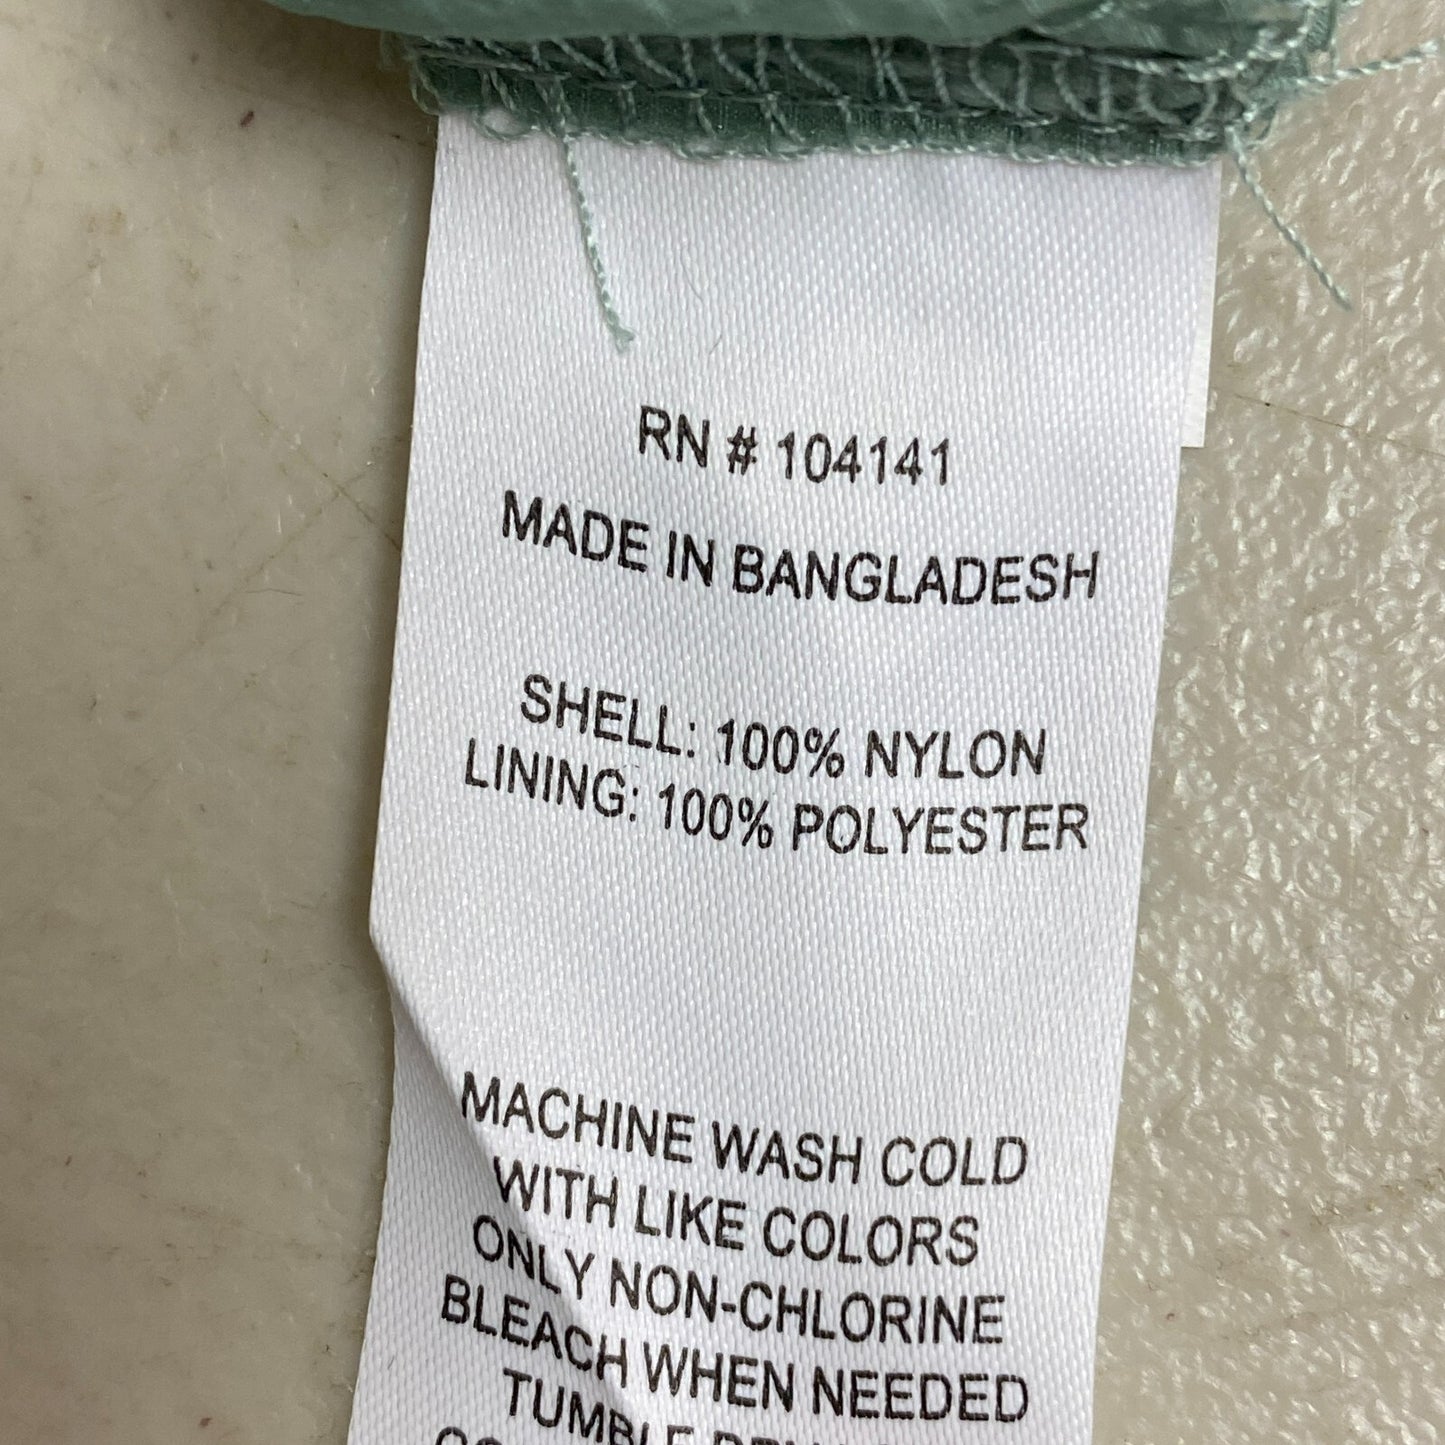 RN # 104141
MADE IN BANGLADESH
SHELL: 100% NYLON
LINING: 100% POLYESTER
MACHINE WASH COLD
WITH LIKE COLORS
ONLY NON-CHLORINE
BLEACH WHEN NEEDED
TUMBLE